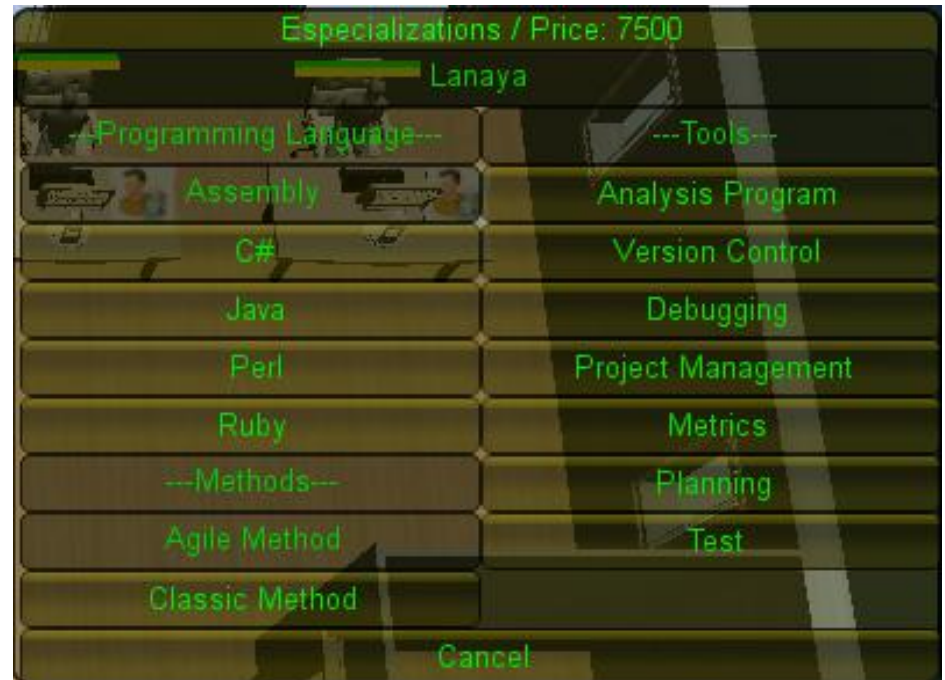 Especializations / Price: 7500
Lanaya
---Programming Language---
Assembly
C#
Java
Perl
Ruby
---Methods---
Agile Method
Classic Method
---Tools---
Analysis Program
Version Control
Debugging
Project Management
Metrics
Planning
Test
Cancel